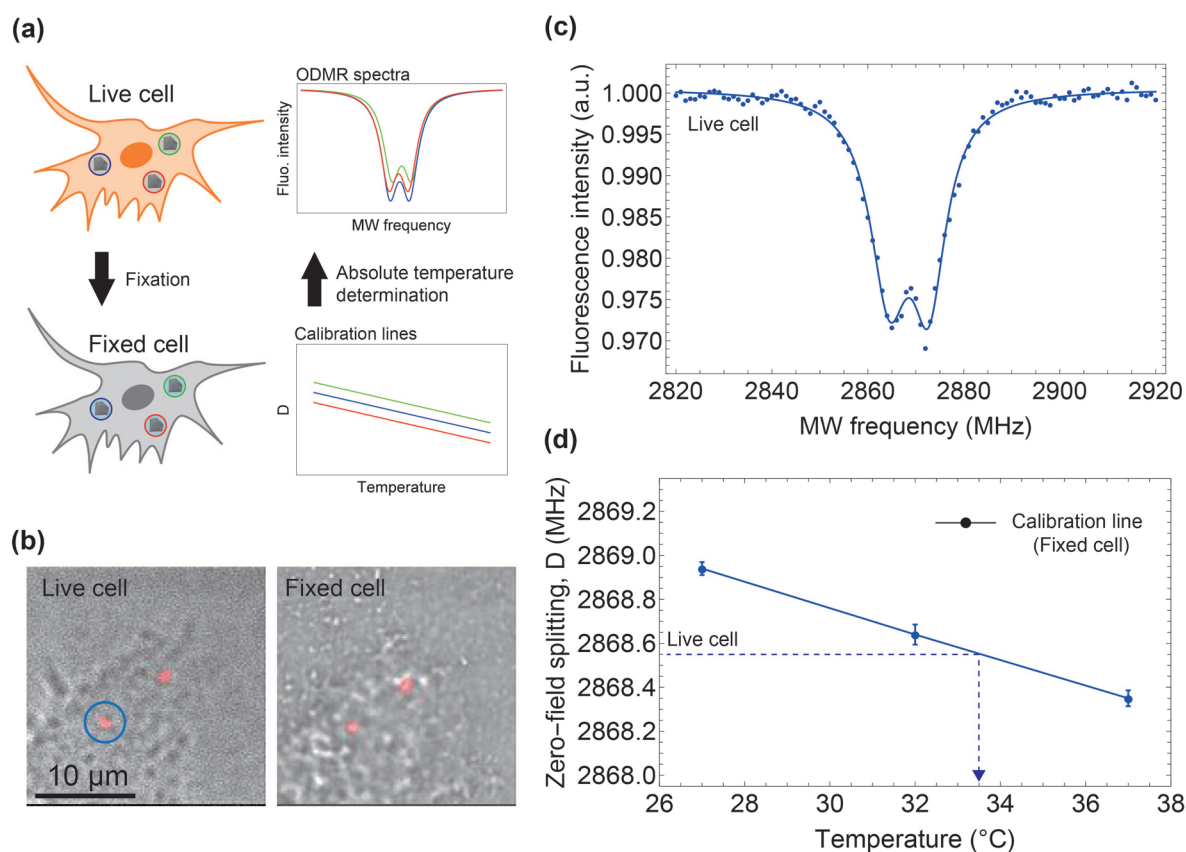 (a)
Live cell
Fixation
Fixed cell
ODMR spectra
Fluo. intensity
MW frequency
Absolute temperature
determination
Calibration lines
D
Temperature
(b)
Live cell
10 μm
Fixed cell
(c)
Fluorescence intensity (a.u.)
1.000
0.995
0.990
0.985
0.980
0.975
0.970
Live cell
2820 2840 2860 2880 2900 2920
MW frequency (MHz)
(d)
Zero–field splitting, D (MHz)
2869.2
2869.0
2868.8
2868.6
2868.4
2868.2
2868.0
Calibration line
(Fixed cell)
Live cell
26 28 30 32 34 36 38
Temperature (°C)